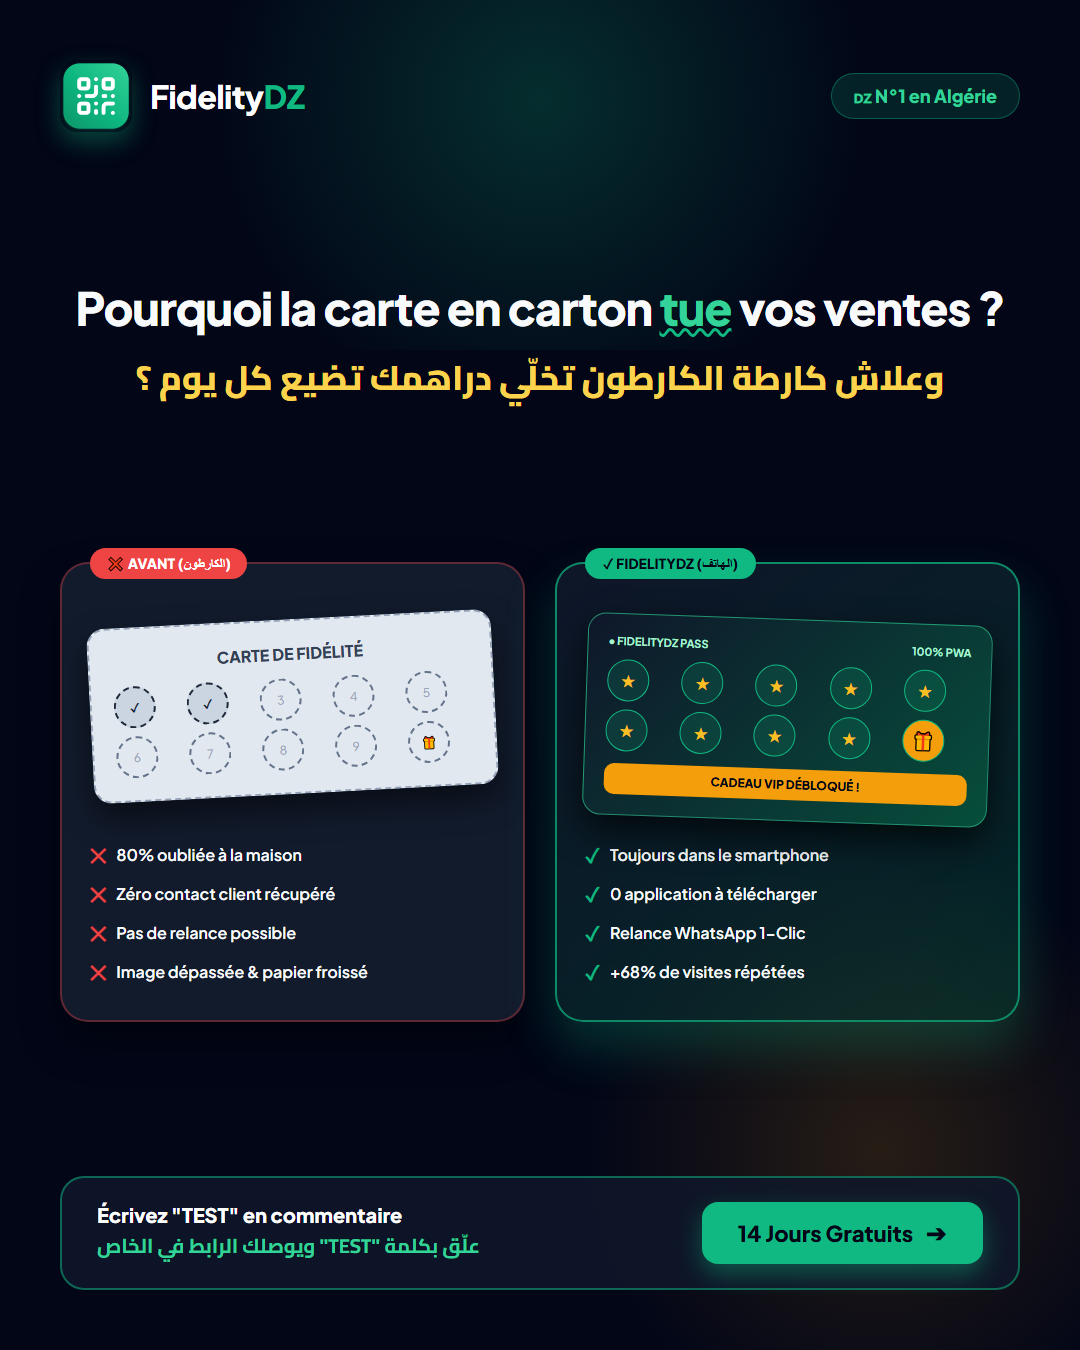 FidelityDZ
DZ N°1 en Algérie
Pourquoi la carte en carton tue vos ventes ?
وعلاش كارطة الكارطون تخلّي دراهمك تضيع كل يوم ؟
❌ AVANT (الكارطون)
CARTE DE FIDÉLITÉ
✓ ✓ 3 4 5
6 7 8 9 🎁
❌ 80% oubliée à la maison
❌ Zéro contact client récupéré
❌ Pas de relance possible
❌ Image dépassée & papier froissé
✓ FIDELITYDZ (الهاتف)
● FIDELITYDZ PASS
100% PWA
★ ★ ★ ★ ★
★ ★ ★ ★ 🎁
CADEAU VIP DÉBLOQUÉ !
✓ Toujours dans le smartphone
✓ 0 application à télécharger
✓ Relance WhatsApp 1-Clic
✓ +68% de visites répétées
Écrivez "TEST" en commentaire
علّق بكلمة "TEST" ويوصلك الرابط في الخاص
14 Jours Gratuits ➔